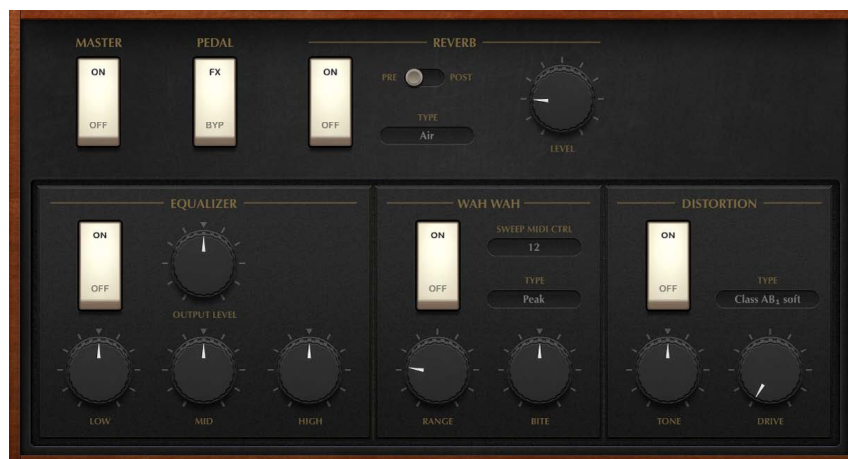 MASTER
PEDAL
REVERB
ON
OFF
FX
BYP
ON
OFF
PRE
POST
TYPE
Air
LEVEL
EQUALIZER
ON
OFF
OUTPUT LEVEL
LOW
MID
HIGH
WAH WAH
ON
OFF
SWEEP MIDI CTRL
12
TYPE
Peak
RANGE
BITE
DISTORTION
ON
OFF
TYPE
Class AB₁ soft
TONE
DRIVE